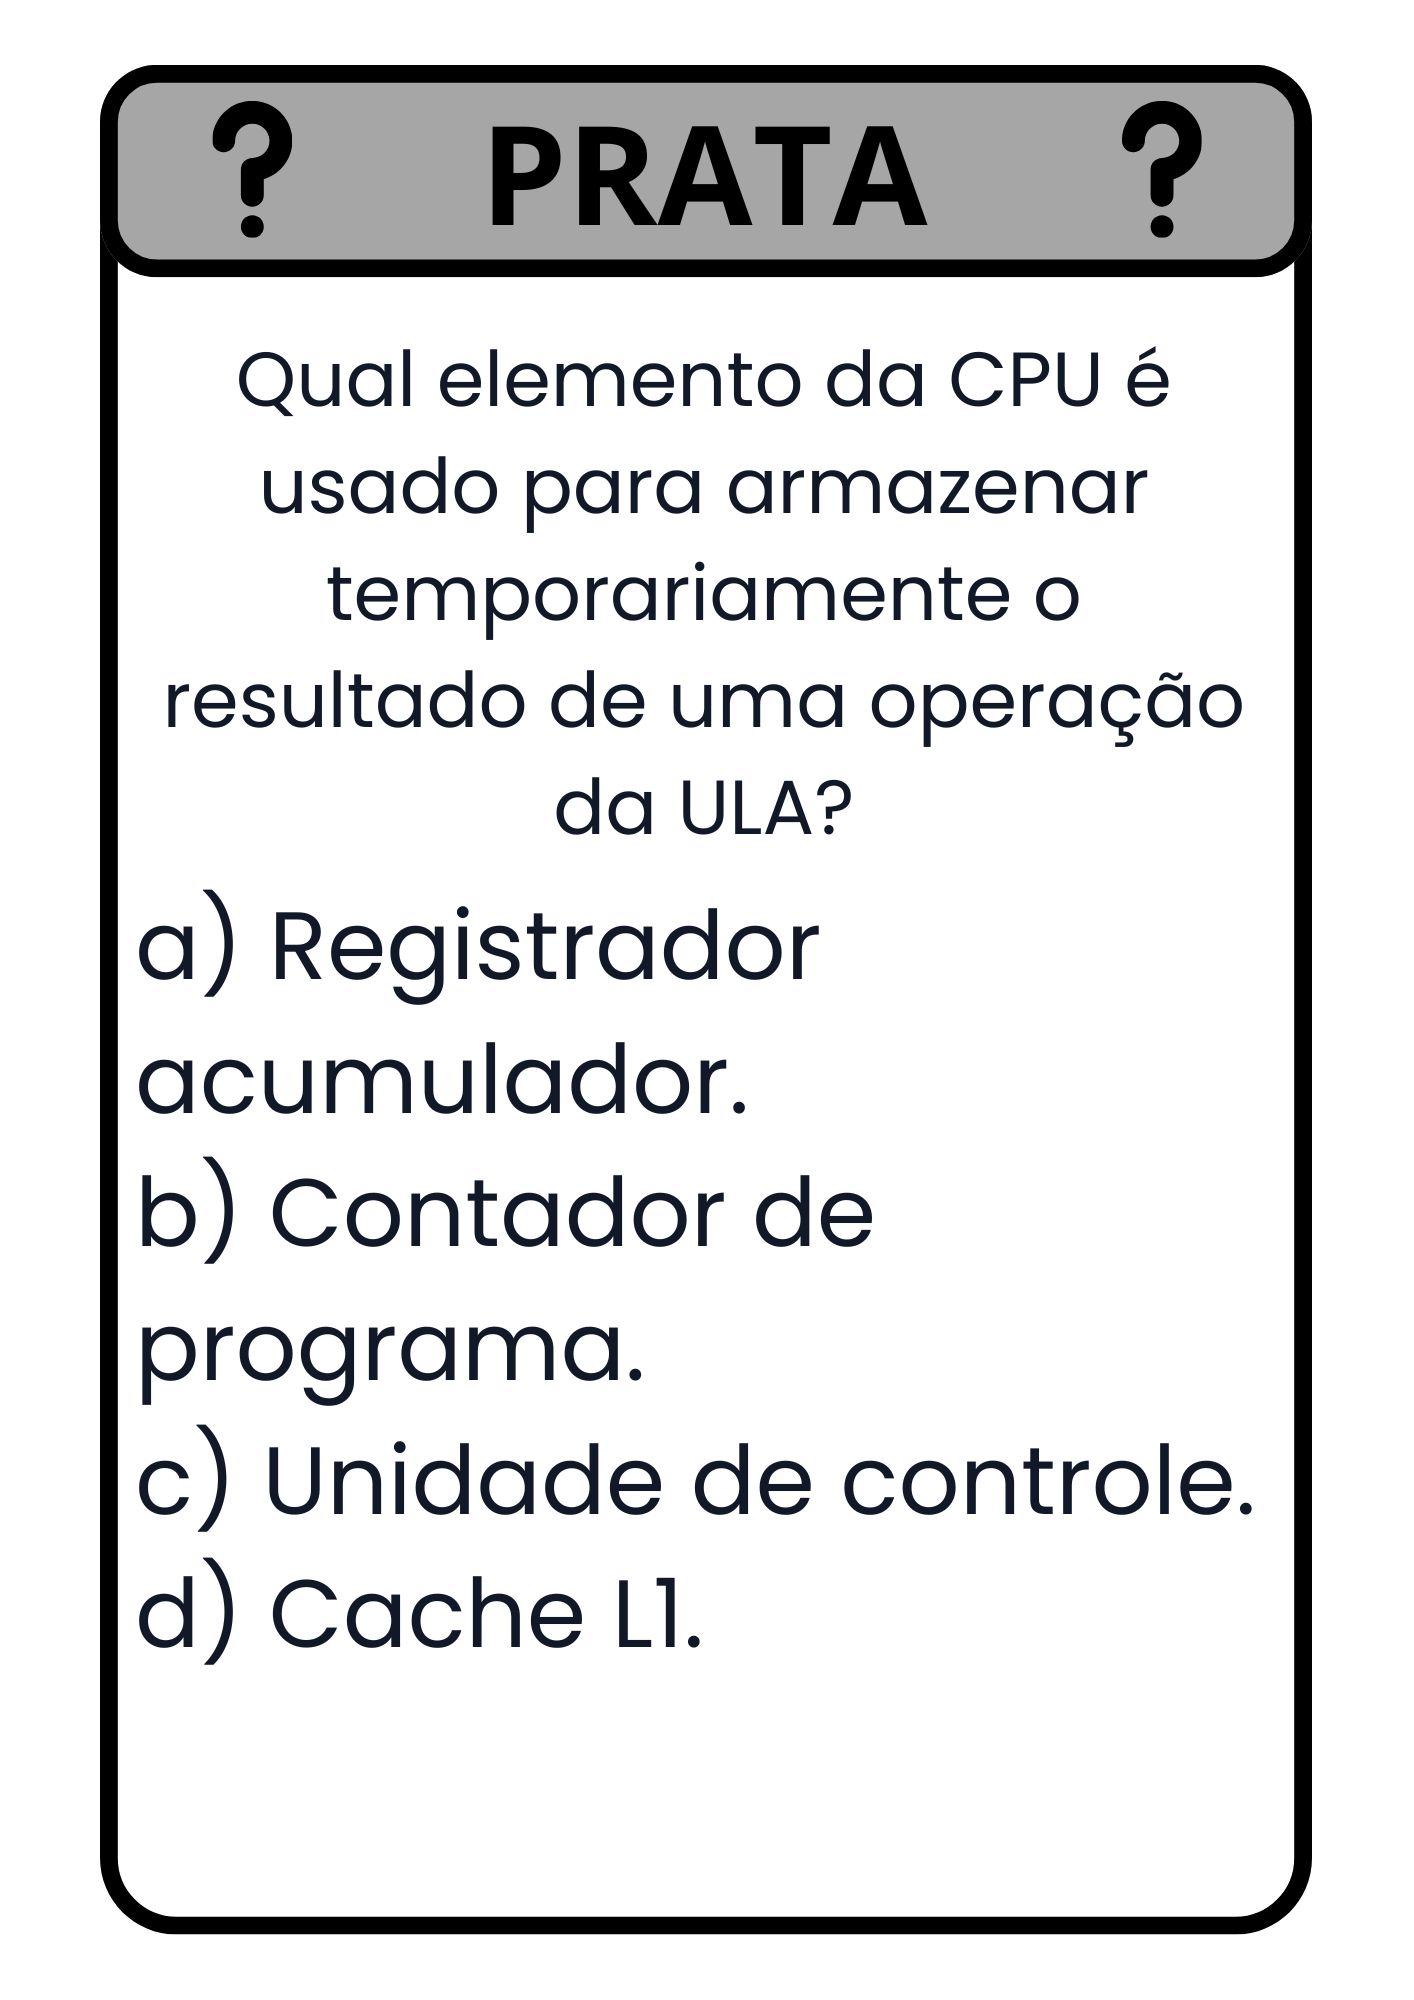 ? PRATA ?
Qual elemento da CPU é
usado para armazenar
temporariamente o
resultado de uma operação
da ULA?
a) Registrador
acumulador.
b) Contador de
programa.
c) Unidade de controle.
d) Cache L1.